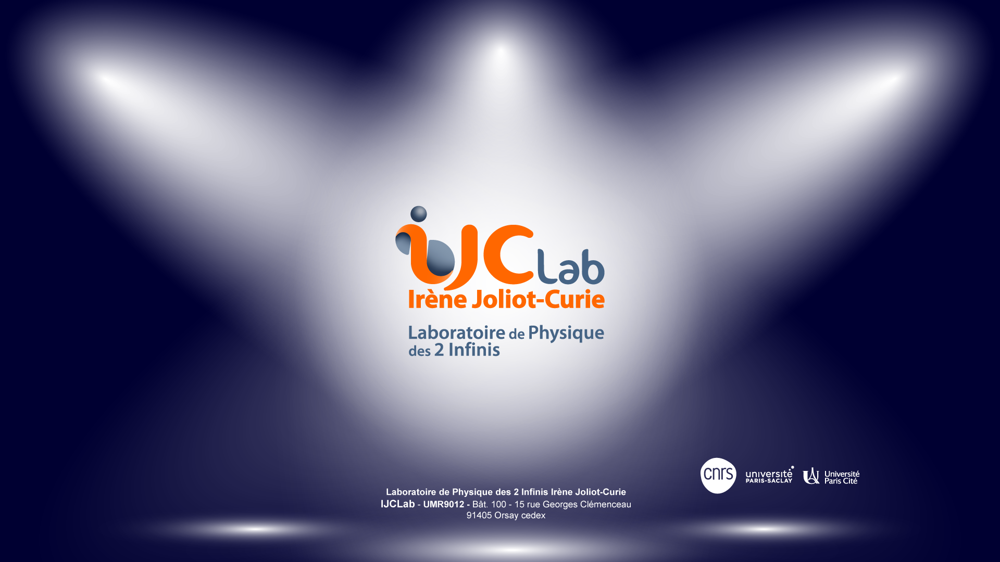 IJCLab
Irène Joliot-Curie
Laboratoire de Physique
des 2 Infinis
cnrs
université
PARIS-SACLAY
Université
Paris Cité
Laboratoire de Physique des 2 Infinis Irène Joliot-Curie
IJCLab - UMR9012 - Bât. 100 - 15 rue Georges Clémenceau
91405 Orsay cedex